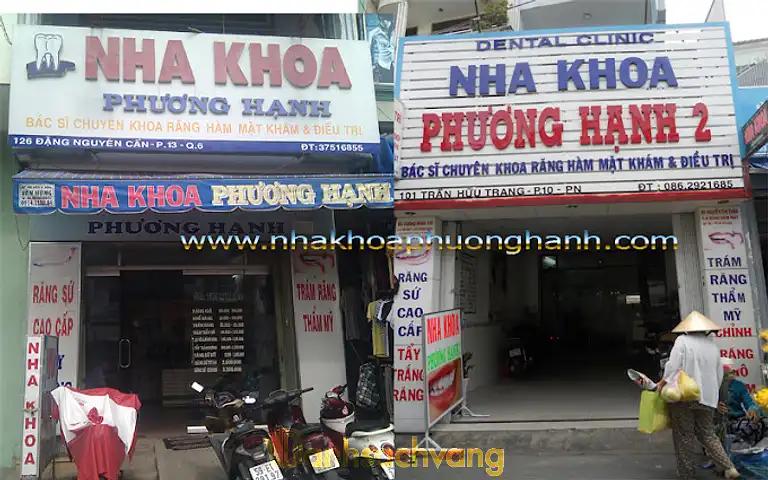 NHA KHOA
PHƯƠNG HẠNH
BÁC SĨ CHUYÊN KHOA RĂNG HÀM MẶT KHÁM & ĐIỀU TRỊ
126 ĐẶNG NGUYÊN CẨN - P.13 - Q.6 ĐT: 37516855
NHA KHOA PHƯƠNG HẠNH
PHƯƠNG HẠNH
RĂNG SỨ
CAO CẤP
TRÁM RĂNG
THẨM MỸ
NHA KHOA
DENTAL CLINIC
NHA KHOA
PHƯƠNG HẠNH 2
BÁC SĨ CHUYÊN KHOA RĂNG HÀM MẶT KHÁM & ĐIỀU TRỊ
101 TRẦN HỮU TRANG - P.10 - PN ĐT : 086.2921685
www.nhakhoaphuonghanh.com
RĂNG
SỨ
CAO
CẤP
TẨY
TRẮNG
RĂNG
NHA KHOA
PHƯƠNG HẠNH
TRÁM
RĂNG
THẨM
MỸ
CHỈNH
RĂNG